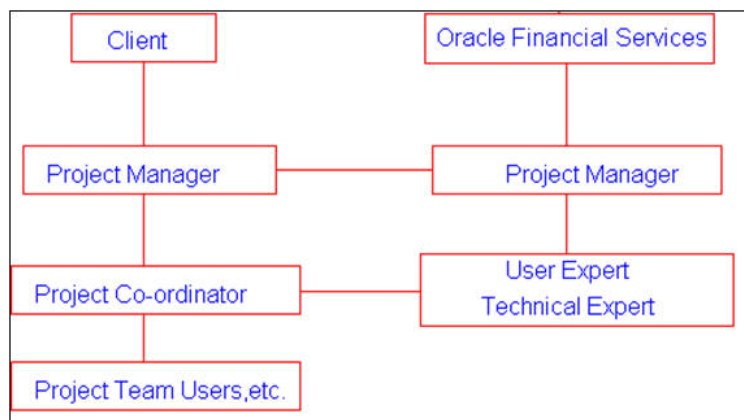 Client
Oracle Financial Services
Project Manager
Project Manager
Project Co-ordinator
User Expert
Technical Expert
Project Team Users,etc.